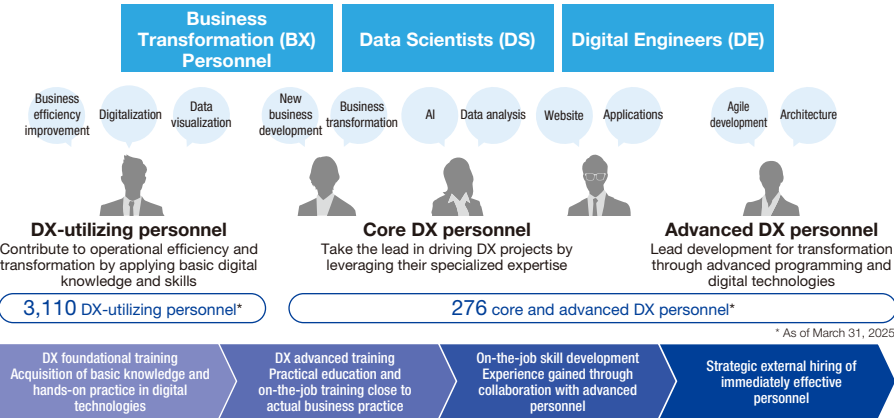 Business
Transformation (BX)
Personnel
Data Scientists (DS)
Digital Engineers (DE)
Business
efficiency
improvement
Digitalization
Data
visualization
New
business
development
Business
transformation
AI
Data analysis
Website
Applications
Agile
development
Architecture
DX-utilizing personnel
Contribute to operational efficiency and
transformation by applying basic digital
knowledge and skills
Core DX personnel
Take the lead in driving DX projects by
leveraging their specialized expertise
Advanced DX personnel
Lead development for transformation
through advanced programming and
digital technologies
3,110 DX-utilizing personnel*
276 core and advanced DX personnel*
* As of March 31, 2025
DX foundational training
Acquisition of basic knowledge and
hands-on practice in digital
technologies
DX advanced training
Practical education and
on-the-job training close to
actual business practice
On-the-job skill development
Experience gained through
collaboration with advanced
personnel
Strategic external hiring of
immediately effective
personnel